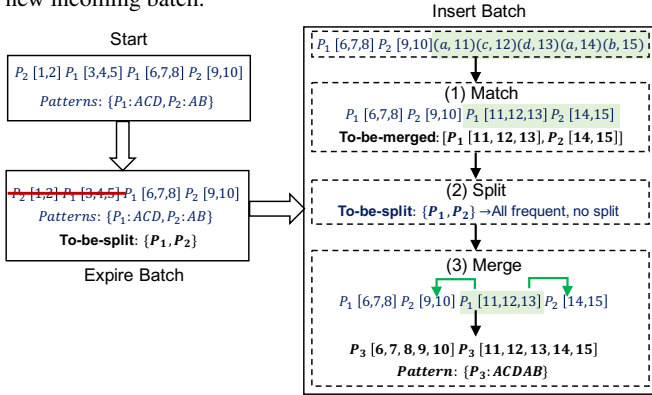 new incoming batch.
Start
P₂ [1,2] P₁ [3,4,5] P₁ [6,7,8] P₂ [9,10]
Patterns: {P₁: ACD, P₂: AB}
P₂ [1,2] P₁ [3,4,5] P₁ [6,7,8] P₂ [9,10]
Patterns: {P₁: ACD, P₂: AB}
To-be-split: {P₁, P₂}
Expire Batch
Insert Batch
P₁ [6,7,8] P₂ [9,10](a, 11)(c, 12)(d, 13)(a, 14)(b, 15)
(1) Match
P₁ [6,7,8] P₂ [9,10] P₁ [11,12,13] P₂ [14,15]
To-be-merged: [P₁ [11, 12, 13], P₂ [14, 15]]
(2) Split
To-be-split: {P₁, P₂} →All frequent, no split
(3) Merge
P₁ [6,7,8] P₂ [9,10] P₁ [11,12,13] P₂ [14,15]
P₃ [6, 7, 8, 9, 10] P₃ [11, 12, 13, 14, 15]
Pattern: {P₃: ACDAB}